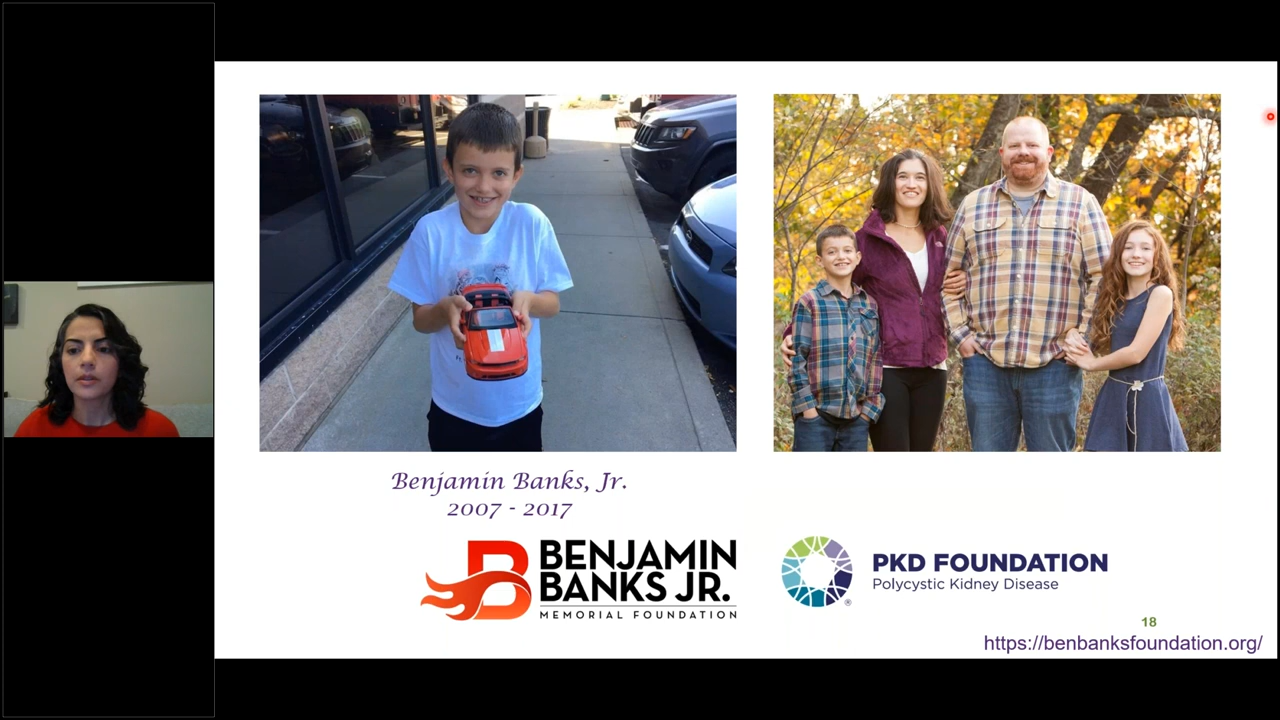 Benjamin Banks, Jr.
2007 - 2017
BENJAMIN
BANKS JR.
MEMORIAL FOUNDATION
PKD FOUNDATION
Polycystic Kidney Disease
®
18
https://benbanksfoundation.org/